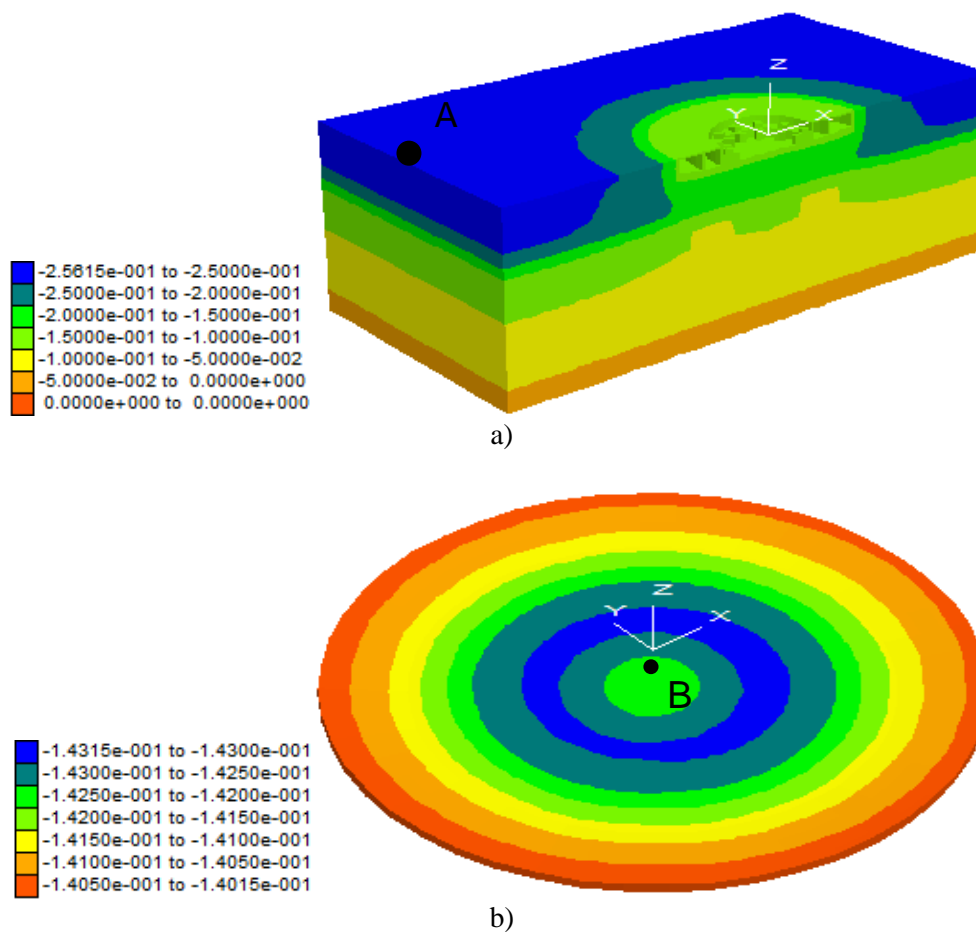 A
Z
Y
X
-2.5615e-001 to -2.5000e-001
-2.5000e-001 to -2.0000e-001
-2.0000e-001 to -1.5000e-001
-1.5000e-001 to -1.0000e-001
-1.0000e-001 to -5.0000e-002
-5.0000e-002 to 0.0000e+000
0.0000e+000 to 0.0000e+000
a)
Z
Y
X
B
-1.4315e-001 to -1.4300e-001
-1.4300e-001 to -1.4250e-001
-1.4250e-001 to -1.4200e-001
-1.4200e-001 to -1.4150e-001
-1.4150e-001 to -1.4100e-001
-1.4100e-001 to -1.4050e-001
-1.4050e-001 to -1.4015e-001
b)